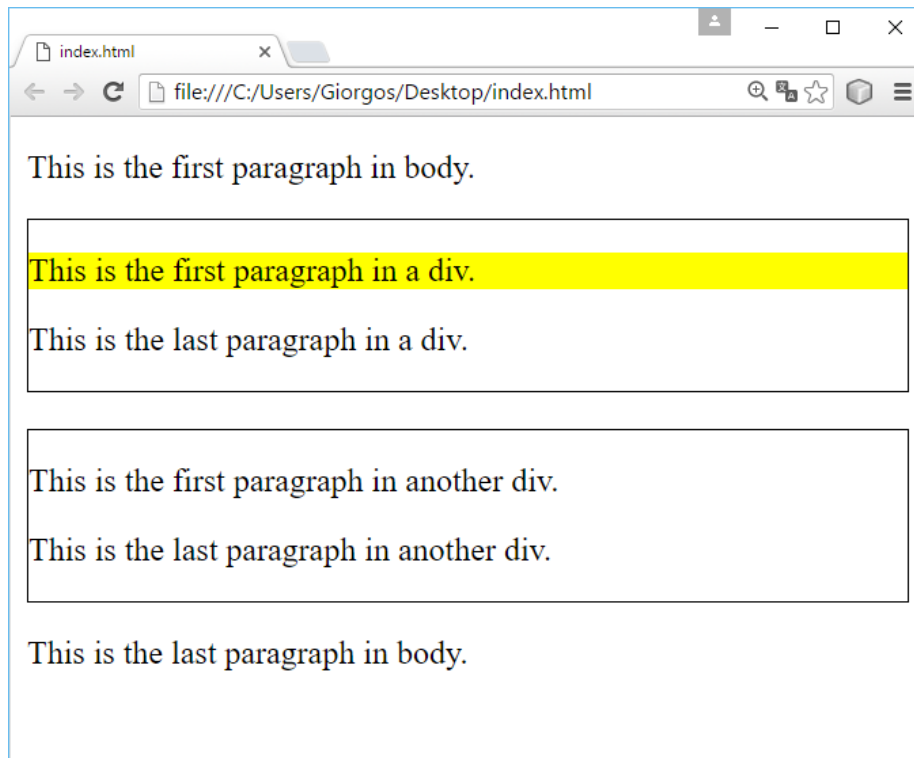 index.html
file:///C:/Users/Giorgos/Desktop/index.html
This is the first paragraph in body.
This is the first paragraph in a div.
This is the last paragraph in a div.
This is the first paragraph in another div.
This is the last paragraph in another div.
This is the last paragraph in body.